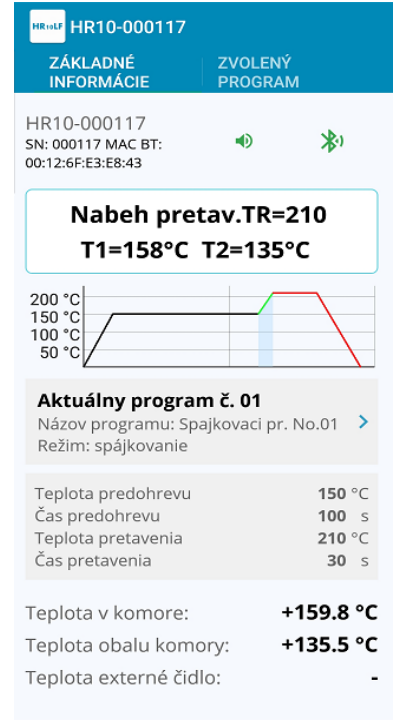 HR10LF HR10-000117
ZÁKLADNÉ INFORMÁCIE
ZVOLENÝ PROGRAM
HR10-000117
SN: 000117 MAC BT:
00:12:6F:E3:E8:43
Nabeh pretav.TR=210
T1=158°C T2=135°C
200 °C
150 °C
100 °C
50 °C
Aktuálny program č. 01
Názov programu: Spajkovaci pr. No.01
Režim: spájkovanie
Teplota predohrevu 150 °C
Čas predohrevu 100 s
Teplota pretavenia 210 °C
Čas pretavenia 30 s
Teplota v komore: +159.8 °C
Teplota obalu komory: +135.5 °C
Teplota externé čidlo: -